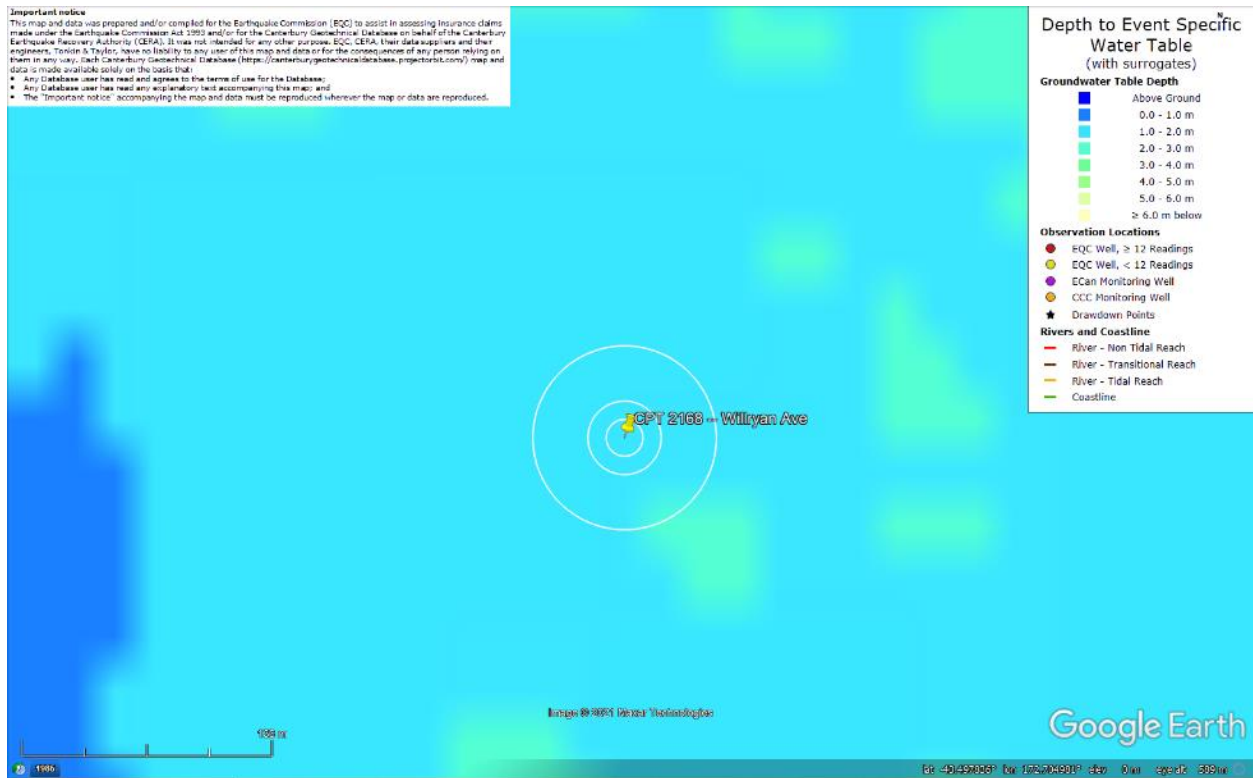 Important notice
This map and data was prepared and/or compiled for the Earthquake Commission (EQC) to assist in assessing insurance claims
made under the Earthquake Commission Act 1993 and/or for the Canterbury Geotechnical Database on behalf of the Canterbury
Earthquake Recovery Authority (CERA). It was not intended for any other purpose. EQC, CERA, their data suppliers and their
engineers, Tonkin & Taylor, have no liability to any user of this map and data or for the consequences of any person relying on
them in any way. Each Canterbury Geotechnical Database (https://canterburygeotechnicaldatabase.projectorbit.com/) map and
data is made available solely on the basis that:
• Any Database user has read and agrees to the terms of use for the Database;
• Any Database user has read any explanatory text accompanying this map; and
• The "Important notice" accompanying the map and data must be reproduced wherever the map or data are reproduced.
N
Depth to Event Specific
Water Table
(with surrogates)
Groundwater Table Depth
Above Ground
0.0 - 1.0 m
1.0 - 2.0 m
2.0 - 3.0 m
3.0 - 4.0 m
4.0 - 5.0 m
5.0 - 6.0 m
≥ 6.0 m below
Observation Locations
EQC Well, ≥ 12 Readings
EQC Well, < 12 Readings
ECan Monitoring Well
CCC Monitoring Well
Drawdown Points
Rivers and Coastline
River - Non Tidal Reach
River - Transitional Reach
River - Tidal Reach
Coastline
CPT 2168 -- Willryan Ave
Image © 2021 Maxar Technologies
Google Earth
1986
elev 0 m eye alt